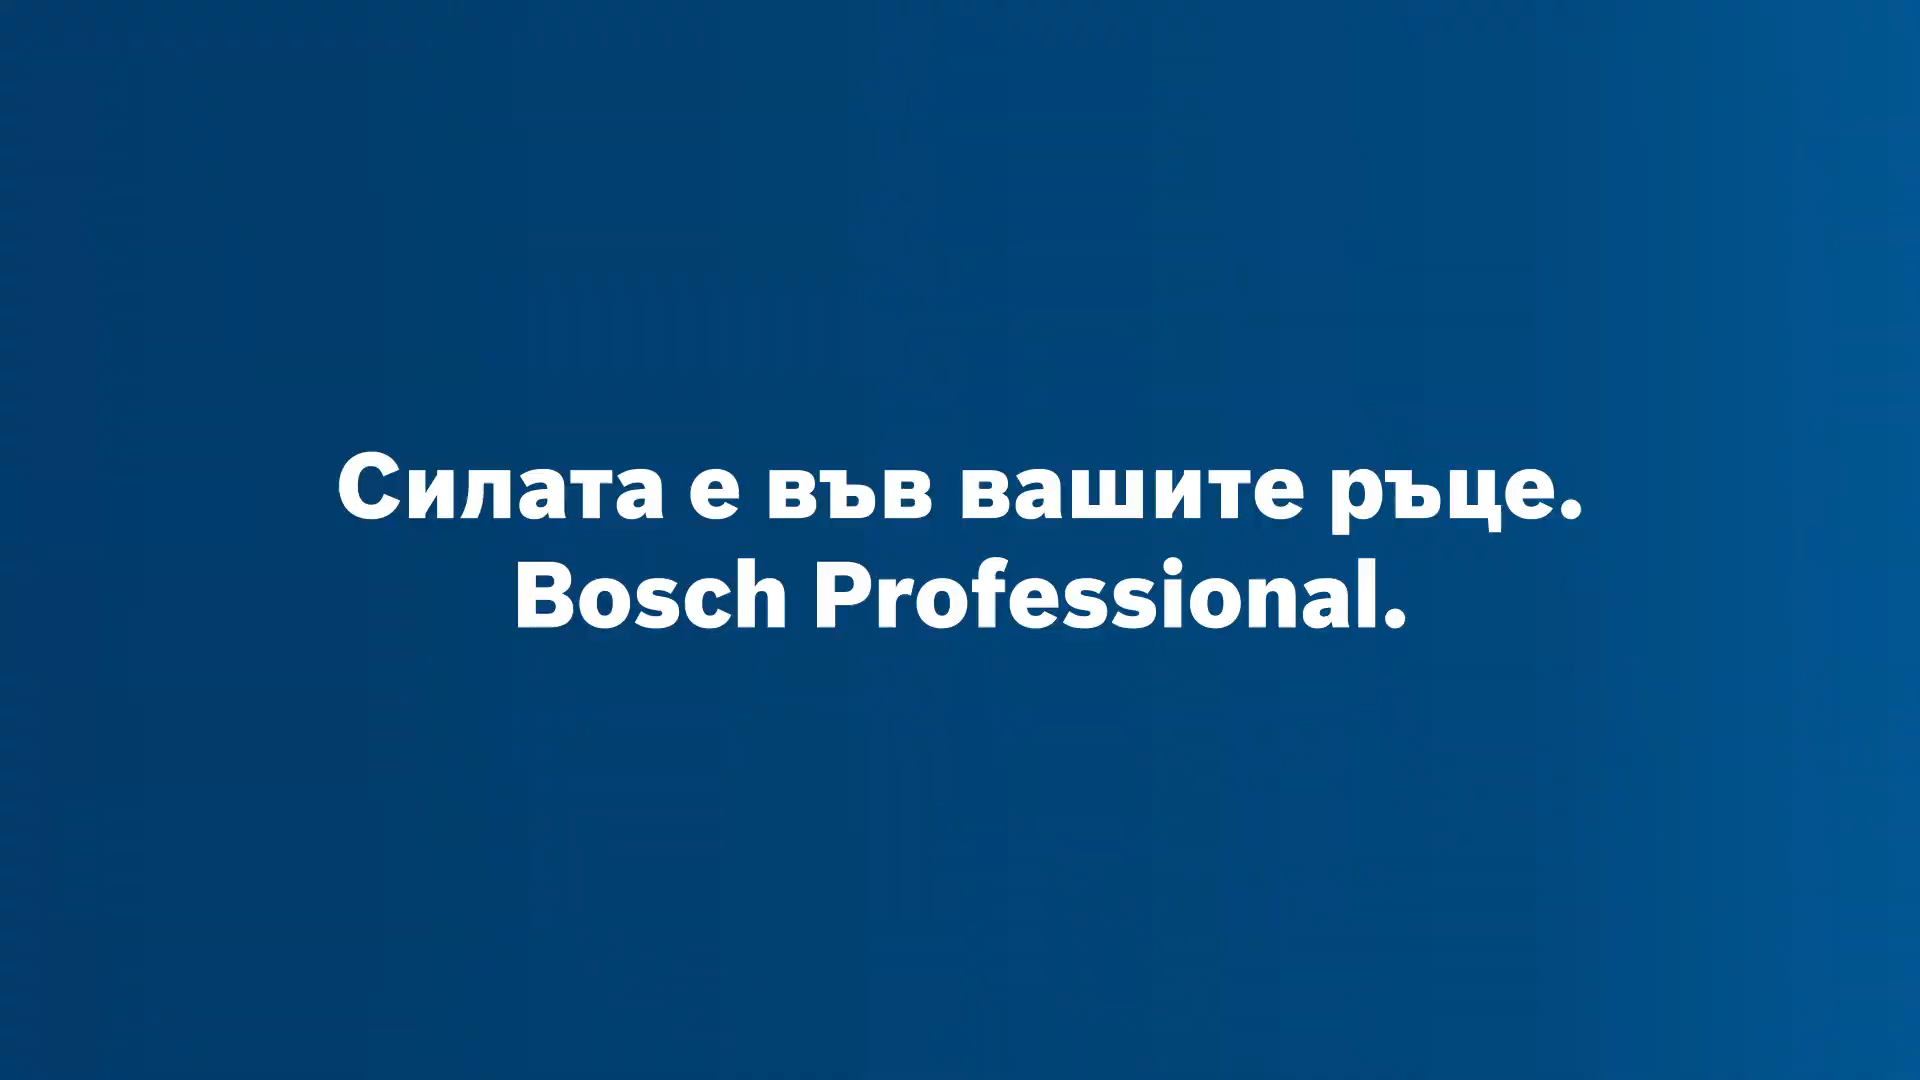 Силата е във вашите ръце.
Bosch Professional.